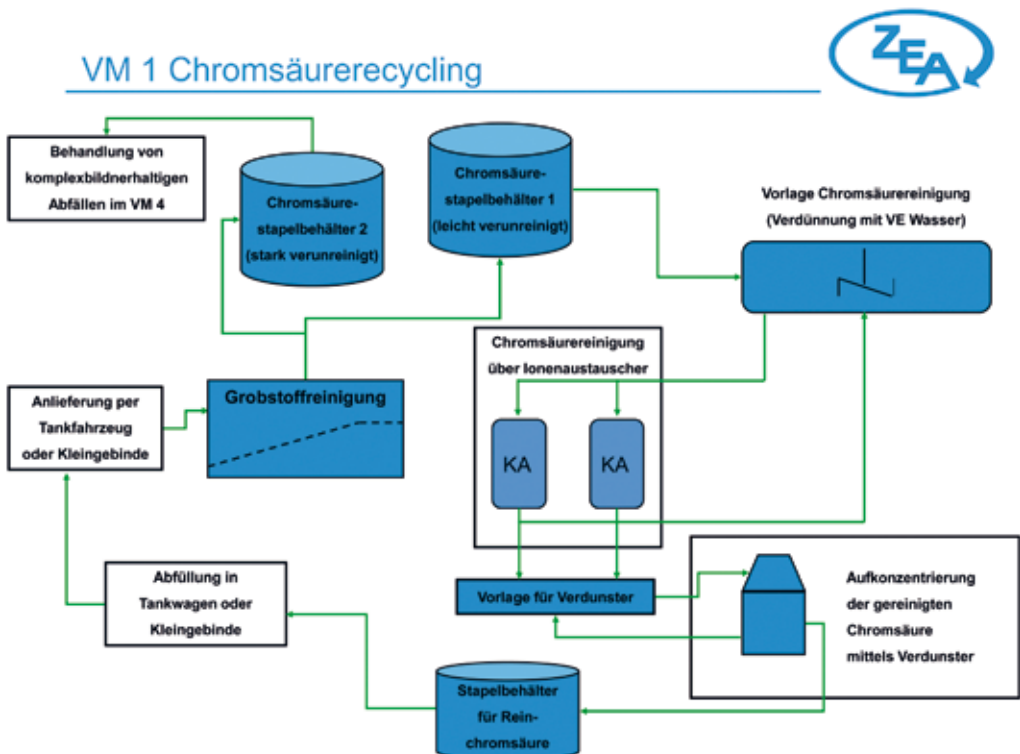 VM 1 Chromsäurerecycling
ZEA
Behandlung von
komplexbildnerhaltigen
Abfällen im VM 4
Chromsäure-
stapelbehälter 2
(stark verunreinigt)
Chromsäure-
stapelbehälter 1
(leicht verunreinigt)
Vorlage Chromsäurereinigung
(Verdünnung mit VE Wasser)
Chromsäurereinigung
über Ionenaustauscher
KA
KA
Anlieferung per
Tankfahrzeug
oder Kleingebinde
Grobstoffreinigung
Abfüllung in
Tankwagen oder
Kleingebinde
Vorlage für Verdunster
Aufkonzentrierung
der gereinigten
Chromsäure
mittels Verdunster
Stapelbehälter
für Rein-
chromsäure